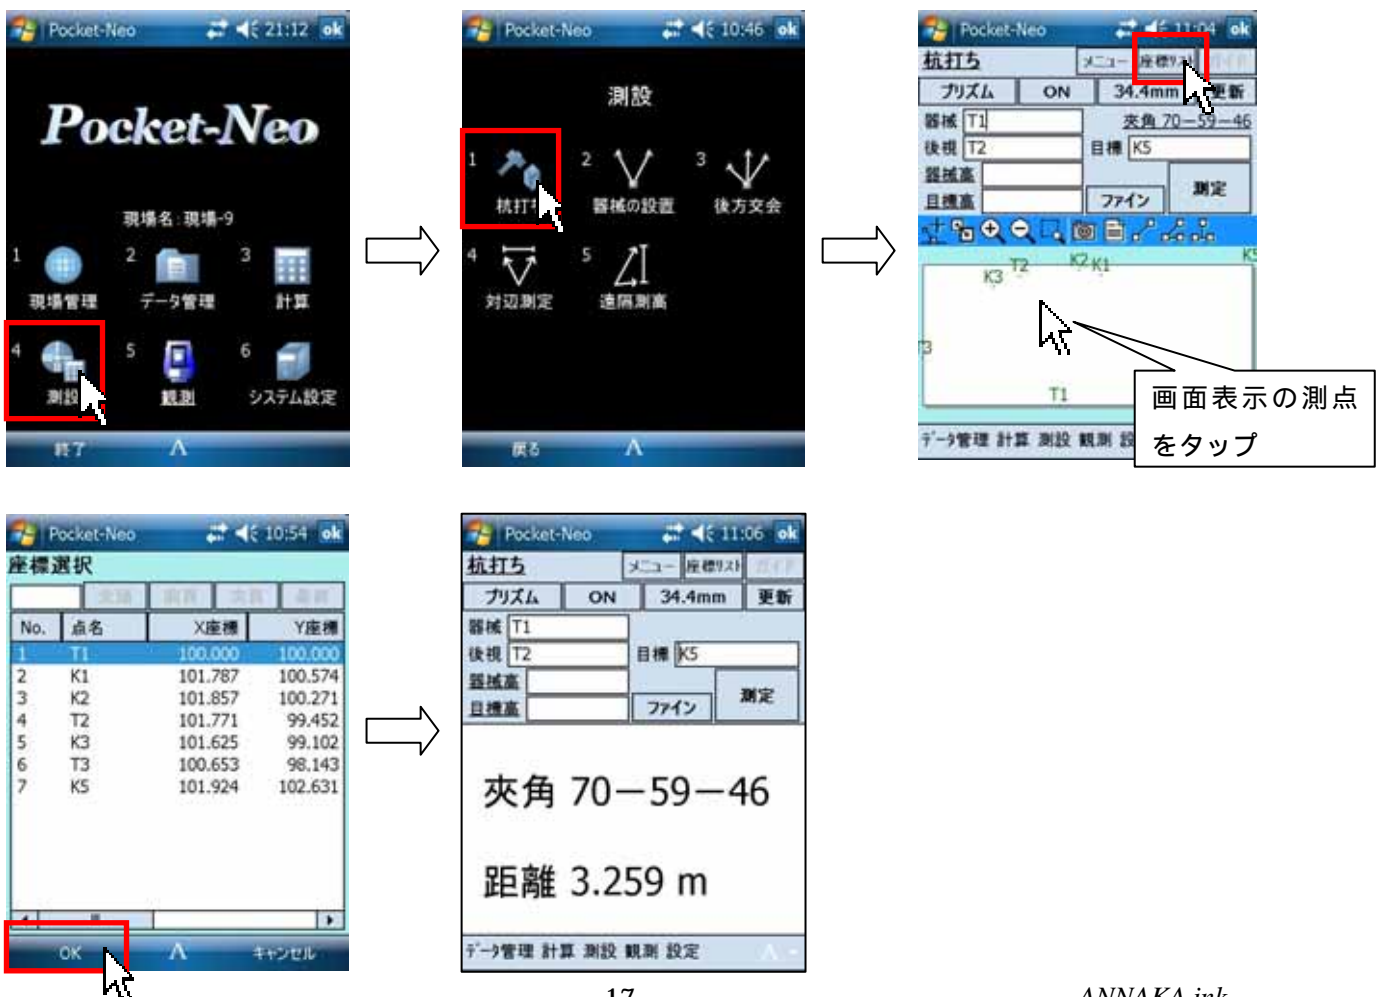 Pocket-Neo 21:12 ok
Pocket-Neo
現場名:現場-9
1 2 3
現場管理 データ管理 計算
4 5 6
測設 観測 システム設定
終了
Pocket-Neo 10:46 ok
測設
1 2 3
杭打ち 器械の設置 後方交会
4 5
対辺測定 遠隔測高
戻る
Pocket-Neo 11:04 ok
杭打ち メニュー 座標リスト ガイド
プリズム ON 34.4mm 更新
器械 T1 夾角 70-59-46
後視 T2 目標 K5
器械高
目標高 ファイン 測定
K3 T2 K2 K1 K5
T1
データ管理 計算 測設 観測
画面表示の測点
をタップ
Pocket-Neo 10:54 ok
座標選択
No. 点名 X座標 Y座標
1 T1 100.000 100.000
2 K1 101.787 100.574
3 K2 101.857 100.271
4 T2 101.771 99.452
5 K3 101.625 99.102
6 T3 100.653 98.143
7 K5 101.924 102.631
OK キャンセル
Pocket-Neo 11:06 ok
杭打ち メニュー 座標リスト ガイド
プリズム ON 34.4mm 更新
器械 T1
後視 T2 目標 K5
器械高
目標高 ファイン 測定
夾角 70-59-46
距離 3.259 m
データ管理 計算 測設 観測 設定
17
ANNAKA ink